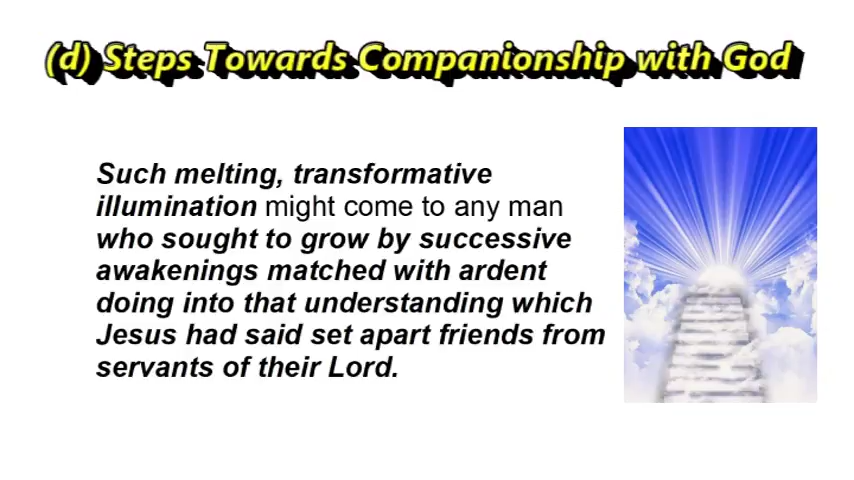 (d) Steps Towards Companionship with God
Such melting, transformative
illumination might come to any man
who sought to grow by successive
awakenings matched with ardent
doing into that understanding which
Jesus had said set apart friends from
servants of their Lord.